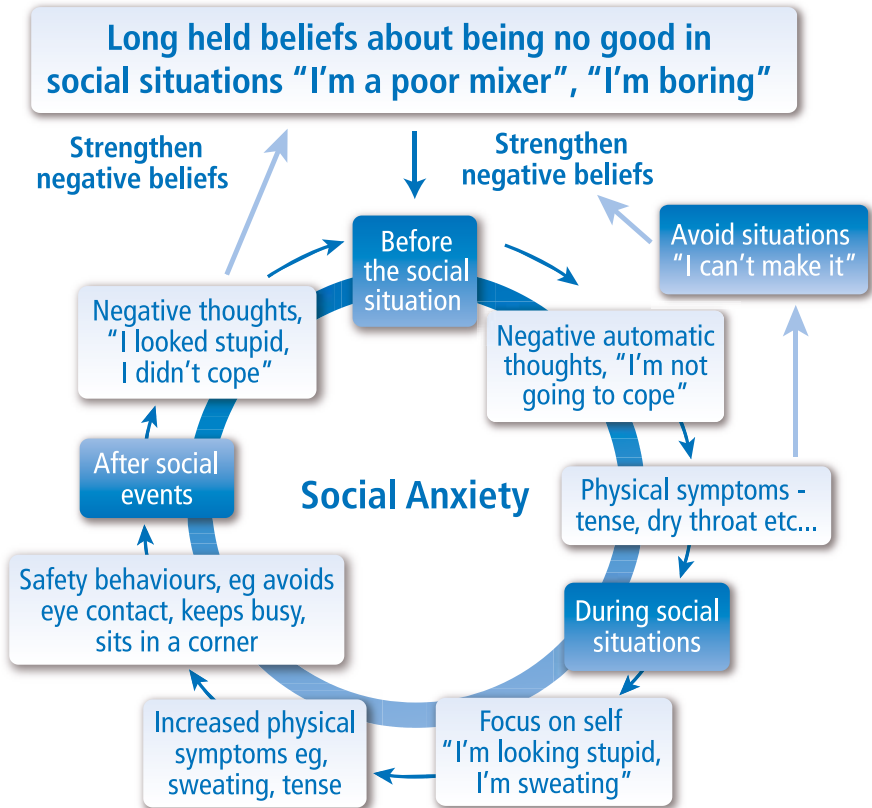 Long held beliefs about being no good in
social situations “I’m a poor mixer”, “I’m boring”
Strengthen
negative beliefs
Strengthen
negative beliefs
Before
the social
situation
Avoid situations
“I can’t make it”
Negative automatic
thoughts, “I’m not
going to cope”
Physical symptoms -
tense, dry throat etc...
During social
situations
Focus on self
“I’m looking stupid,
I’m sweating”
Increased physical
symptoms eg,
sweating, tense
Safety behaviours, eg avoids
eye contact, keeps busy,
sits in a corner
After social
events
Negative thoughts,
“I looked stupid,
I didn’t cope”
Social Anxiety